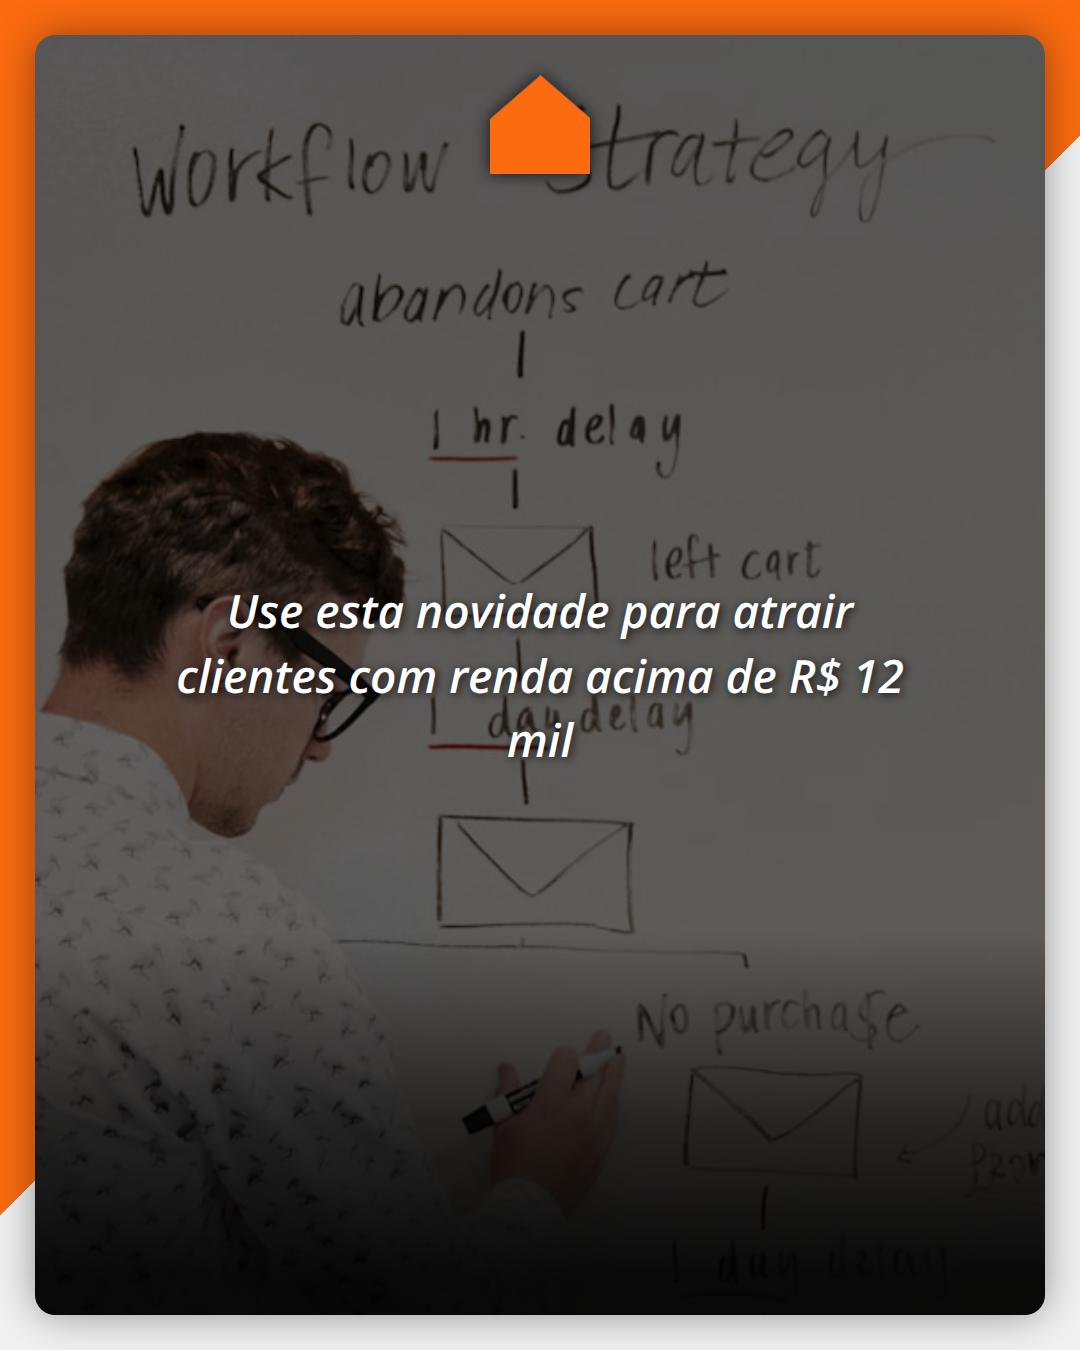 Workflow Strategy
abandons cart
1 hr. delay
left cart
Use esta novidade para atrair
clientes com renda acima de R$ 12
mil
1 day delay
No purchase
add
1 day delay